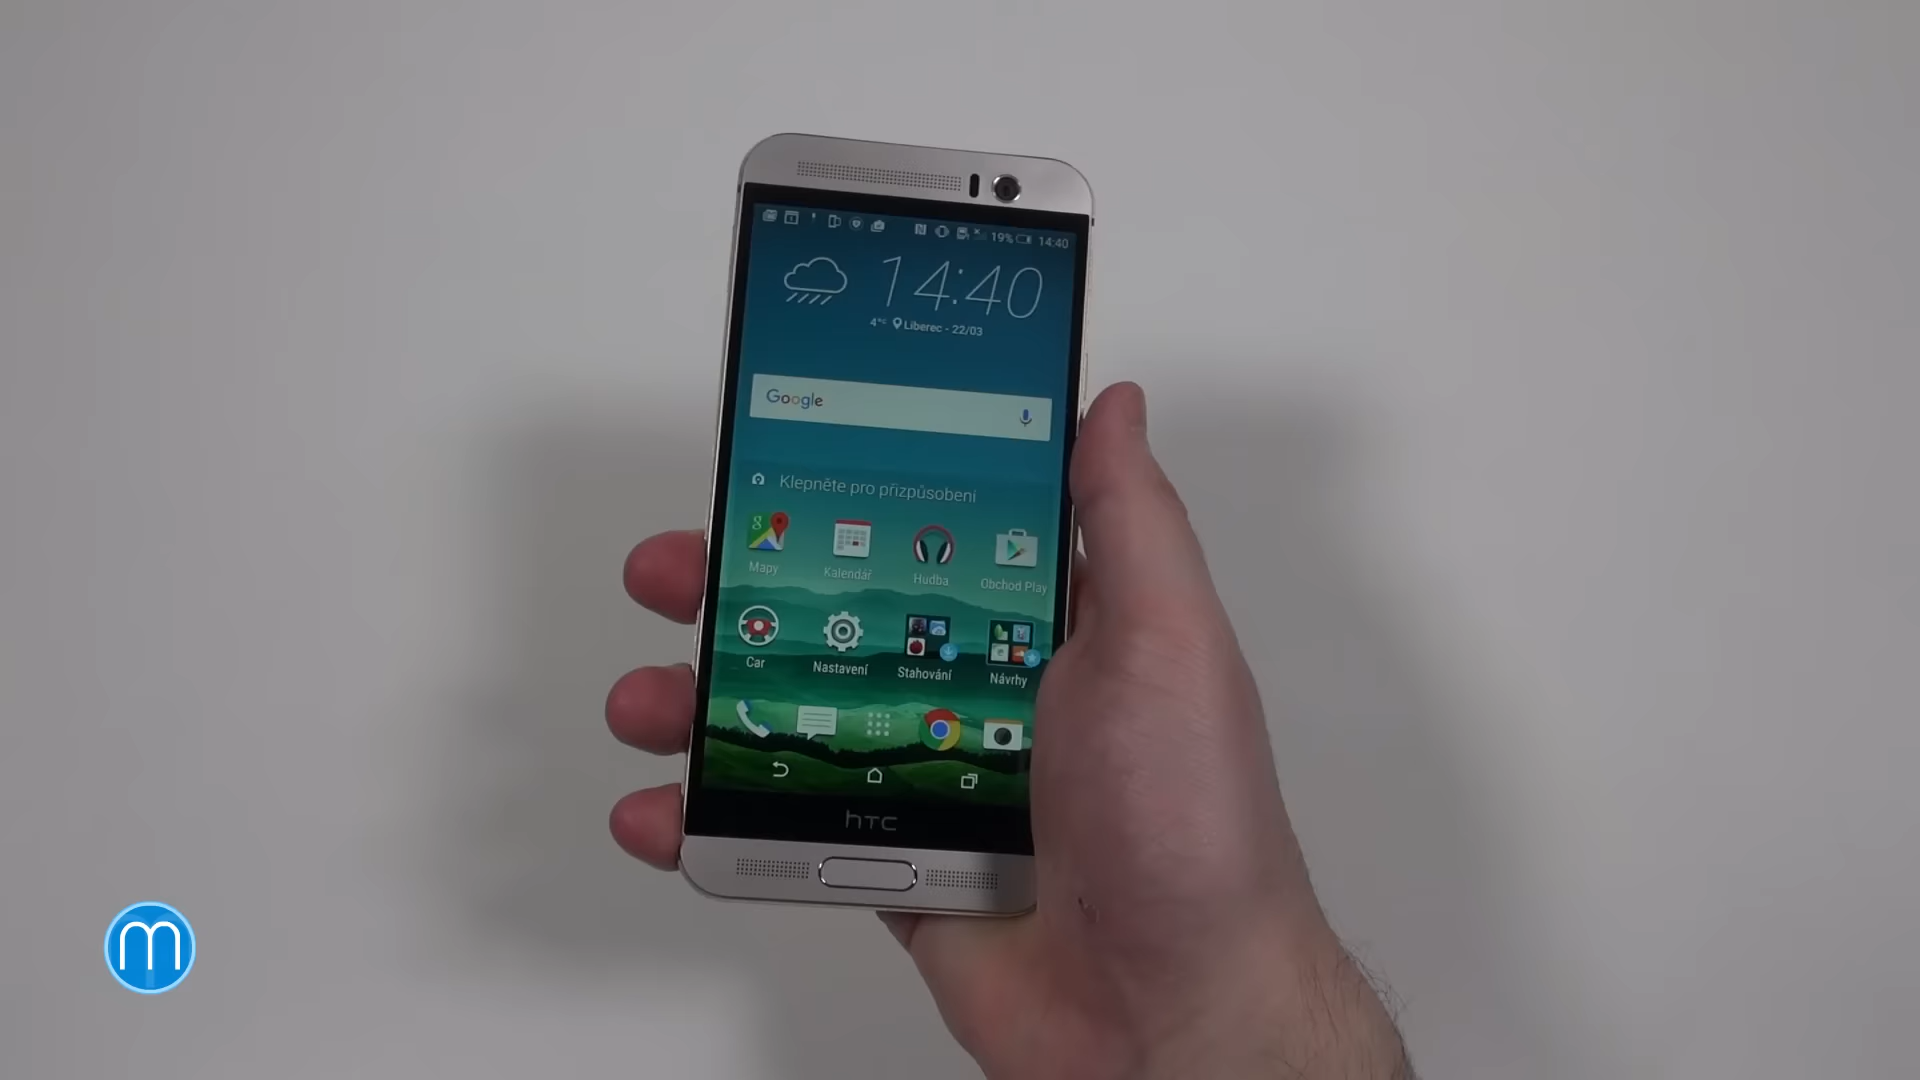 19% 14:40
14:40
4°C Liberec - 22/03
Google
Klepněte pro přizpůsobení
Mapy Kalendář Hudba Obchod Play
Car Nastavení Stahování Návrhy
hTC
m